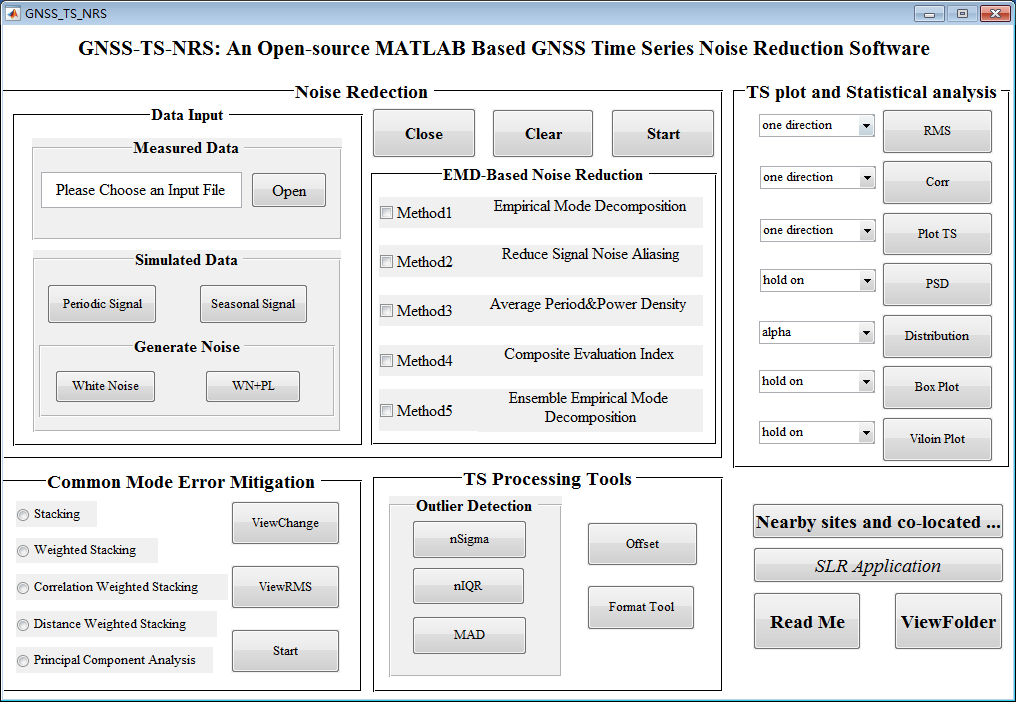 GNSS_TS_NRS
GNSS-TS-NRS: An Open-source MATLAB Based GNSS Time Series Noise Reduction Software
Noise Redection
Data Input
Measured Data
Please Choose an Input File
Open
Simulated Data
Periodic Signal
Seasonal Signal
Generate Noise
White Noise
WN+PL
Close
Clear
Start
EMD-Based Noise Reduction
Method1 Empirical Mode Decomposition
Method2 Reduce Signal Noise Aliasing
Method3 Average Period&Power Density
Method4 Composite Evaluation Index
Method5 Ensemble Empirical Mode
Decomposition
TS plot and Statistical analysis
one direction RMS
one direction Corr
one direction Plot TS
hold on PSD
alpha Distribution
hold on Box Plot
hold on Viloin Plot
Common Mode Error Mitigation
Stacking
Weighted Stacking
Correlation Weighted Stacking
Distance Weighted Stacking
Principal Component Analysis
ViewChange
ViewRMS
Start
TS Processing Tools
Outlier Detection
nSigma
nIQR
MAD
Offset
Format Tool
Nearby sites and co-located ...
SLR Application
Read Me
ViewFolder